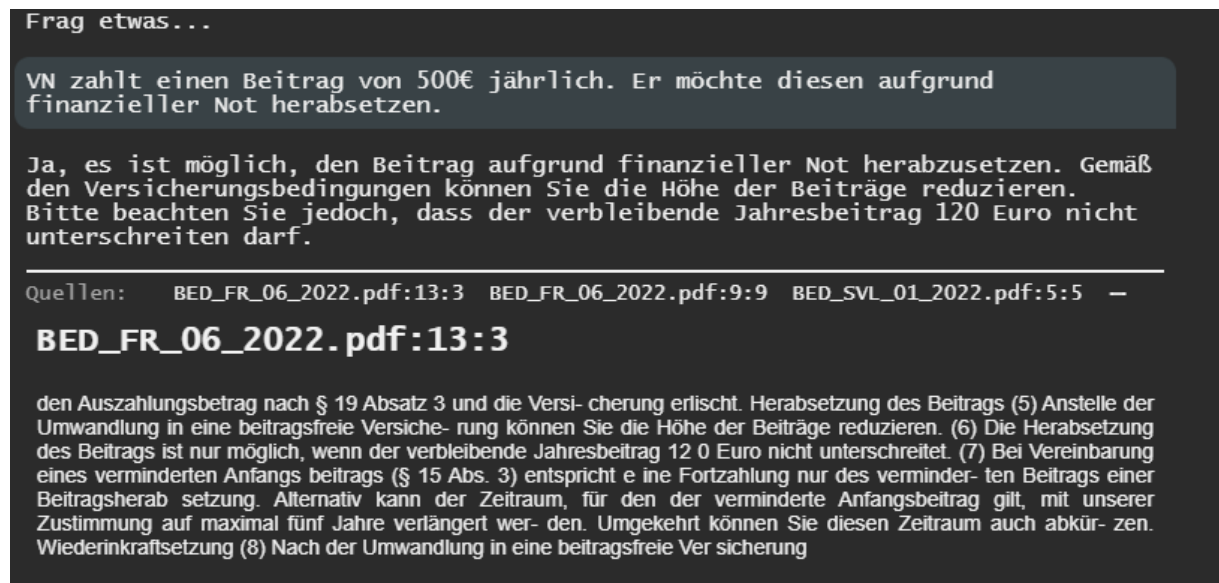 Frag etwas...
VN zahlt einen Beitrag von 500€ jährlich. Er möchte diesen aufgrund
finanzieller Not herabsetzen.
Ja, es ist möglich, den Beitrag aufgrund finanzieller Not herabzusetzen. Gemäß
den Versicherungsbedingungen können Sie die Höhe der Beiträge reduzieren.
Bitte beachten Sie jedoch, dass der verbleibende Jahresbeitrag 120 Euro nicht
unterschreiten darf.
Quellen: BED_FR_06_2022.pdf:13:3 BED_FR_06_2022.pdf:9:9 BED_SVL_01_2022.pdf:5:5 —
BED_FR_06_2022.pdf:13:3
den Auszahlungsbetrag nach § 19 Absatz 3 und die Versi- cherung erlischt. Herabsetzung des Beitrags (5) Anstelle der
Umwandlung in eine beitragsfreie Versiche- rung können Sie die Höhe der Beiträge reduzieren. (6) Die Herabsetzung
des Beitrags ist nur möglich, wenn der verbleibende Jahresbeitrag 12 0 Euro nicht unterschreitet. (7) Bei Vereinbarung
eines verminderten Anfangs beitrags (§ 15 Abs. 3) entspricht e ine Fortzahlung nur des verminder- ten Beitrags einer
Beitragsherab setzung. Alternativ kann der Zeitraum, für den der verminderte Anfangsbeitrag gilt, mit unserer
Zustimmung auf maximal fünf Jahre verlängert wer- den. Umgekehrt können Sie diesen Zeitraum auch abkür- zen.
Wiederinkraftsetzung (8) Nach der Umwandlung in eine beitragsfreie Ver sicherung